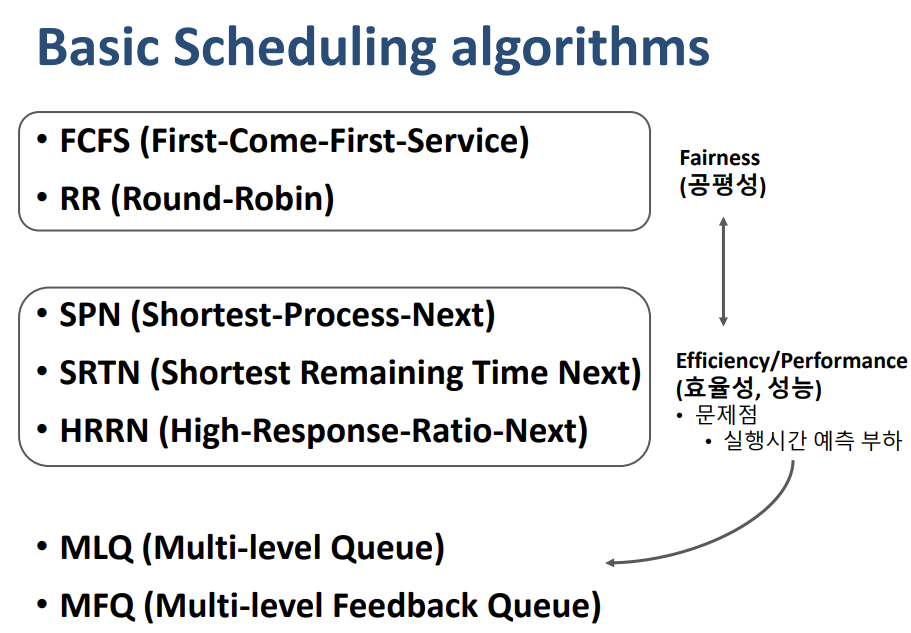 Basic Scheduling algorithms
• FCFS (First-Come-First-Service)
• RR (Round-Robin)
Fairness
(공평성)
• SPN (Shortest-Process-Next)
• SRTN (Shortest Remaining Time Next)
• HRRN (High-Response-Ratio-Next)
Efficiency/Performance
(효율성, 성능)
• 문제점
• 실행시간 예측 부하
• MLQ (Multi-level Queue)
• MFQ (Multi-level Feedback Queue)